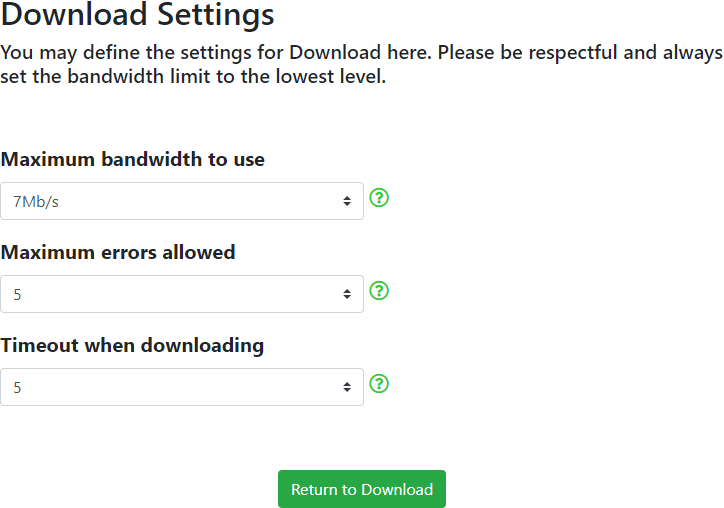 Download Settings
You may define the settings for Download here. Please be respectful and always
set the bandwidth limit to the lowest level.
Maximum bandwidth to use
7Mb/s
Maximum errors allowed
5
Timeout when downloading
5
Return to Download